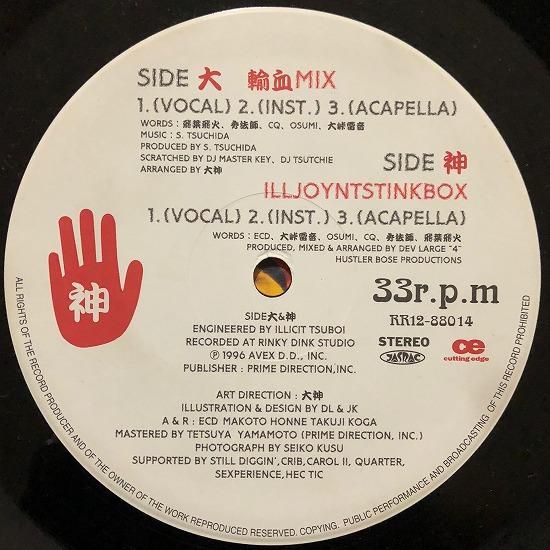 SIDE 大 輸血MIX
1.(VOCAL) 2.(INST.) 3.(ACAPELLA)
WORDS : 飛葉飛火、弁法師、CQ、OSUMI、大峠雷音
MUSIC : S. TSUCHIDA
PRODUCED BY S. TSUCHIDA
SCRATCHED BY DJ MASTER KEY、DJ TSUTCHIE
ARRANGED BY 大神
SIDE 神
ILLJOYNTSTINKBOX
1.(VOCAL) 2.(INST.) 3.(ACAPELLA)
WORDS : ECD、大峠雷音、OSUMI、CQ、弁法師、飛葉飛火
PRODUCED, MIXED & ARRANGED BY DEV LARGE "4"
HUSTLER BOSE PRODUCTIONS
神
33r.p.m
RR12-88014
STEREO
JASRAC
cutting edge
SIDE大&神
ENGINEERED BY ILLICIT TSUBOI
RECORDED AT RINKY DINK STUDIO
Ⓟ 1996 AVEX D.D., INC.
PUBLISHER : PRIME DIRECTION,INC.
ART DIRECTION : 大神
ILLUSTRATION & DESIGN BY DL & JK
A & R : ECD MAKOTO HONNE TAKUJI KOGA
MASTERED BY TETSUYA YAMAMOTO (PRIME DIRECTION, INC.)
PHOTOGRAPH BY SEIKO KUSU
SUPPORTED BY STILL DIGGIN',CRIB,CAROL II, QUARTER,
SEXPERIENCE,HEC TIC
ALL RIGHTS OF THE RECORD PRODUCER AND OF THE OWNER OF THE WORK REPRODUCED RESERVED. COPYING. PUBLIC PERFORMANCE AND BROADCASTING OF THIS RECORD PROHIBITED